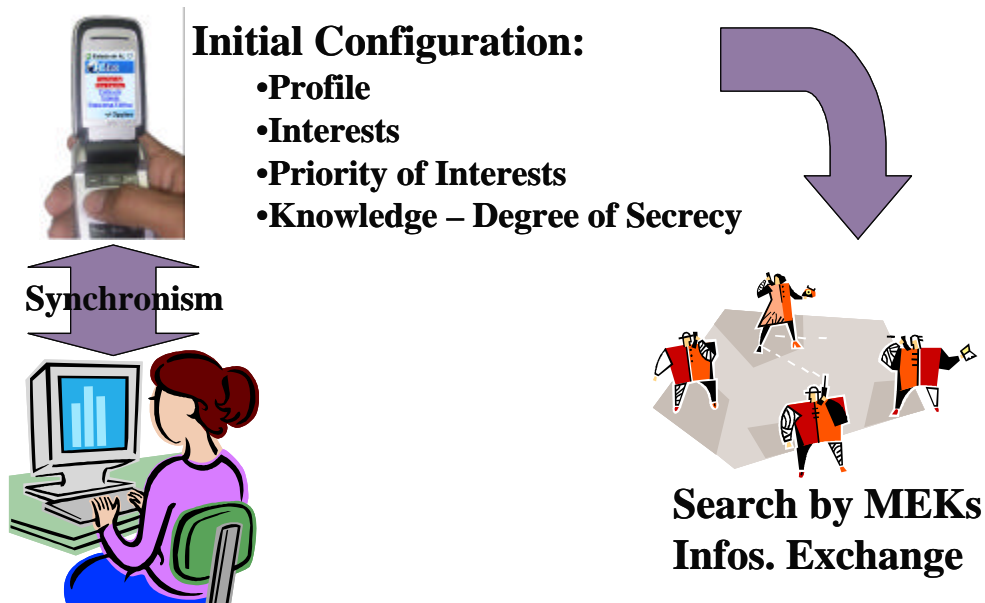 Initial Configuration:
•Profile
•Interests
•Priority of Interests
•Knowledge – Degree of Secrecy
Synchronism
Search by MEKs
Infos. Exchange